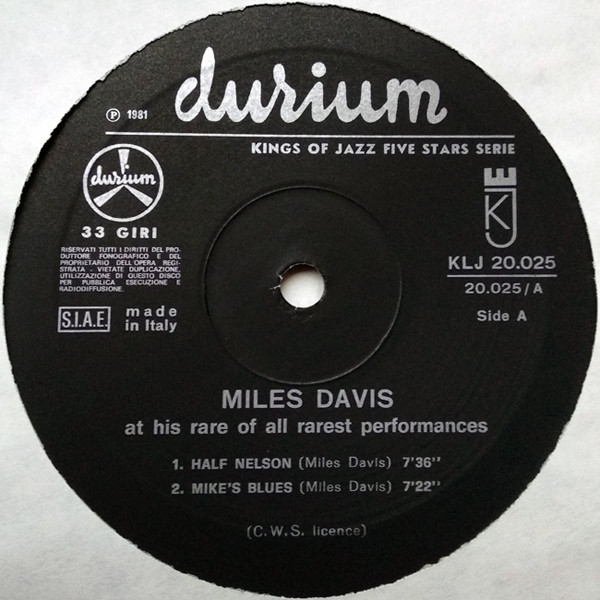 durium
℗ 1981
KINGS OF JAZZ FIVE STARS SERIE
durium
33 GIRI
RISERVATI TUTTI I DIRITTI DEL PRO-
DUTTORE FONOGRAFICO E DEL
PROPRIETARIO DELL'OPERA REGI-
STRATA - VIETATE DUPLICAZIONE,
UTILIZZAZIONE DI QUESTO DISCO
PER PUBBLICA ESECUZIONE E
RADIODIFFUSIONE.
S.I.A.E.
made
in Italy
KJ
KLJ 20.025
20.025/A
Side A
MILES DAVIS
at his rare of all rarest performances
1. HALF NELSON (Miles Davis) 7'36''
2. MIKE'S BLUES (Miles Davis) 7'22''
(C.W.S. licence)